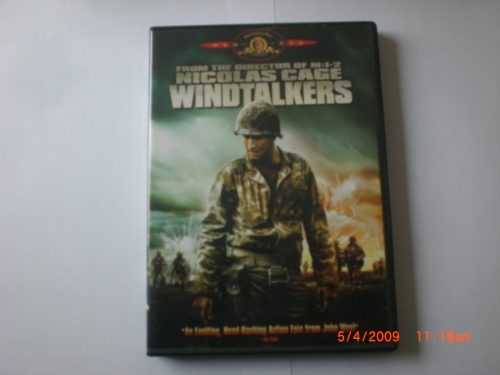 FROM THE DIRECTOR OF M:I-2
NICOLAS CAGE
WINDTALKERS
"An Exciting, Head-Rushing Action Epic from John Woo!"
5/4/2009 11:18am